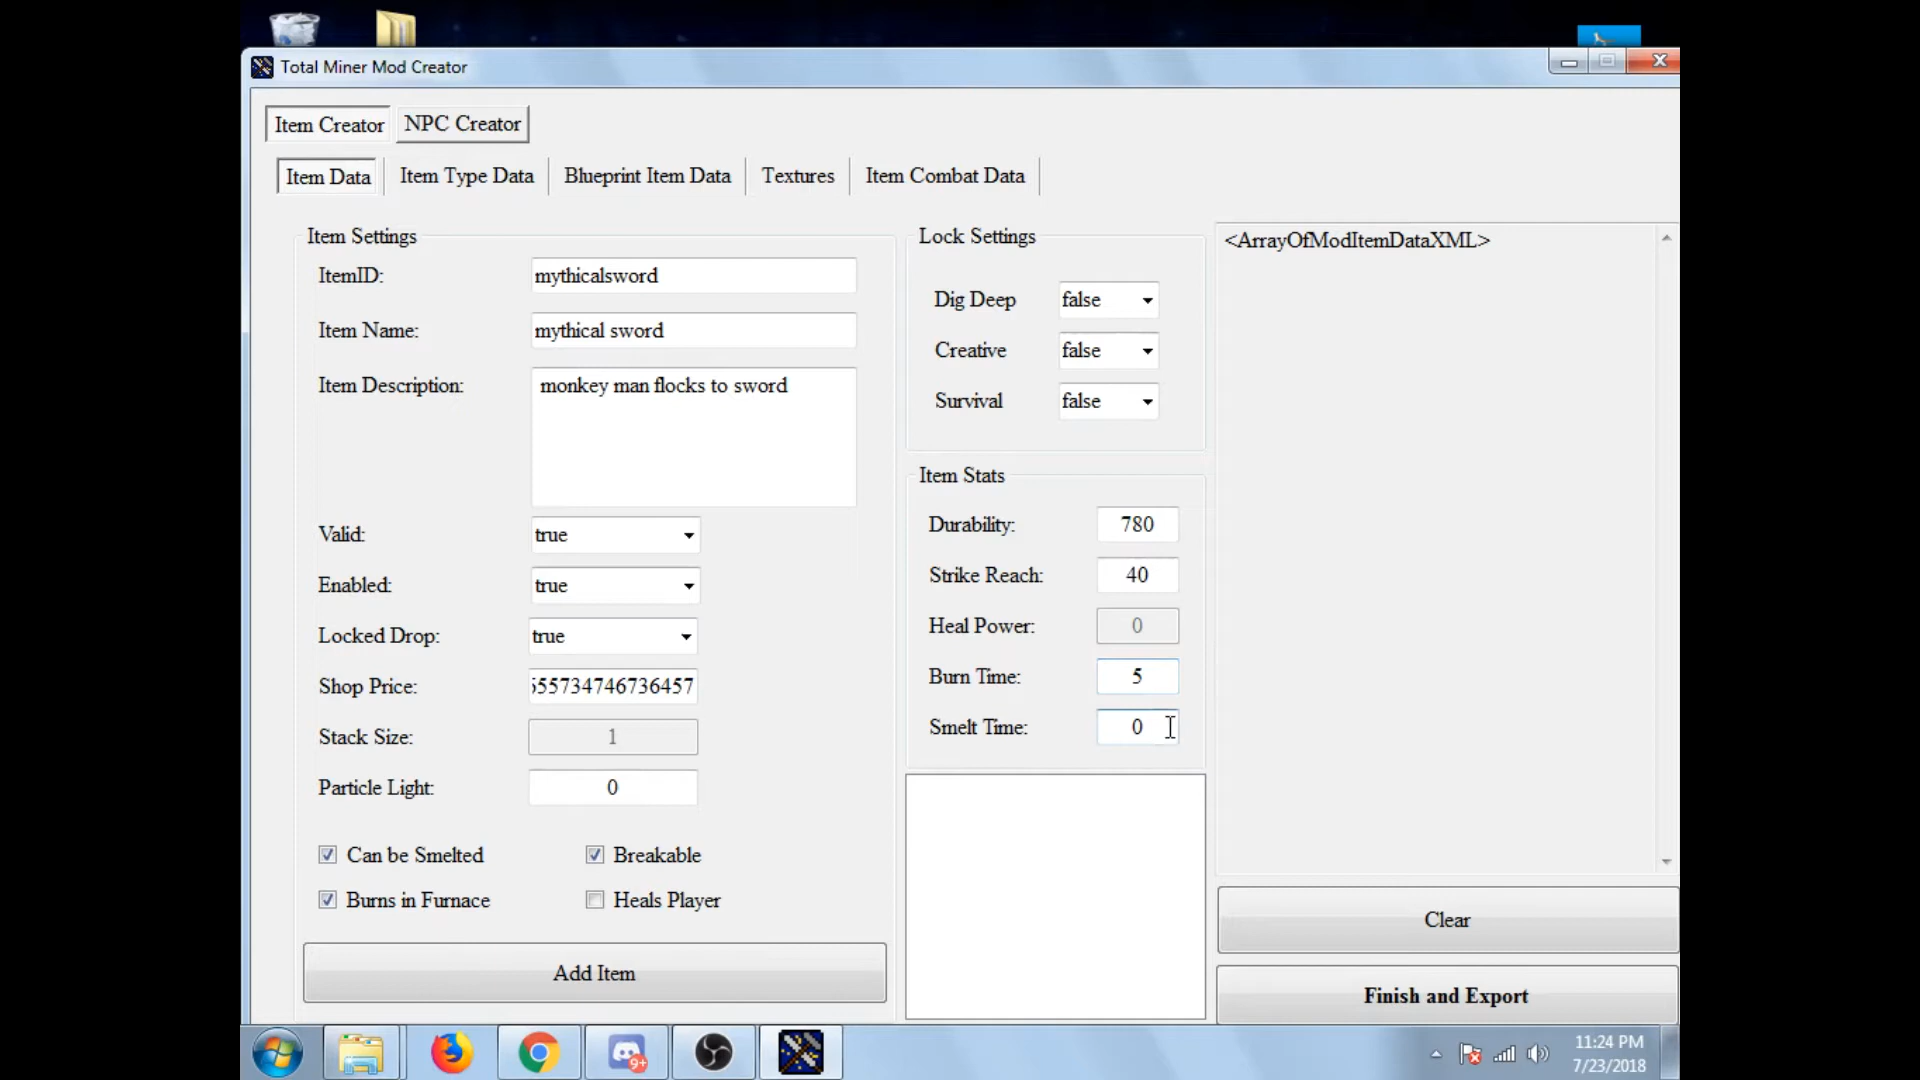 Total Miner Mod Creator
Item Creator NPC Creator
Item Data Item Type Data Blueprint Item Data Textures Item Combat Data
Item Settings
ItemID: mythicalsword
Item Name: mythical sword
Item Description: monkey man flocks to sword
Valid: true
Enabled: true
Locked Drop: true
Shop Price: 555734746736457
Stack Size: 1
Particle Light: 0
Can be Smelted Breakable
Burns in Furnace Heals Player
Add Item
Lock Settings
Dig Deep false
Creative false
Survival false
Item Stats
Durability: 780
Strike Reach: 40
Heal Power: 0
Burn Time: 5
Smelt Time: 0
<ArrayOfModItemDataXML>
Clear
Finish and Export
9+
11:24 PM
7/23/2018